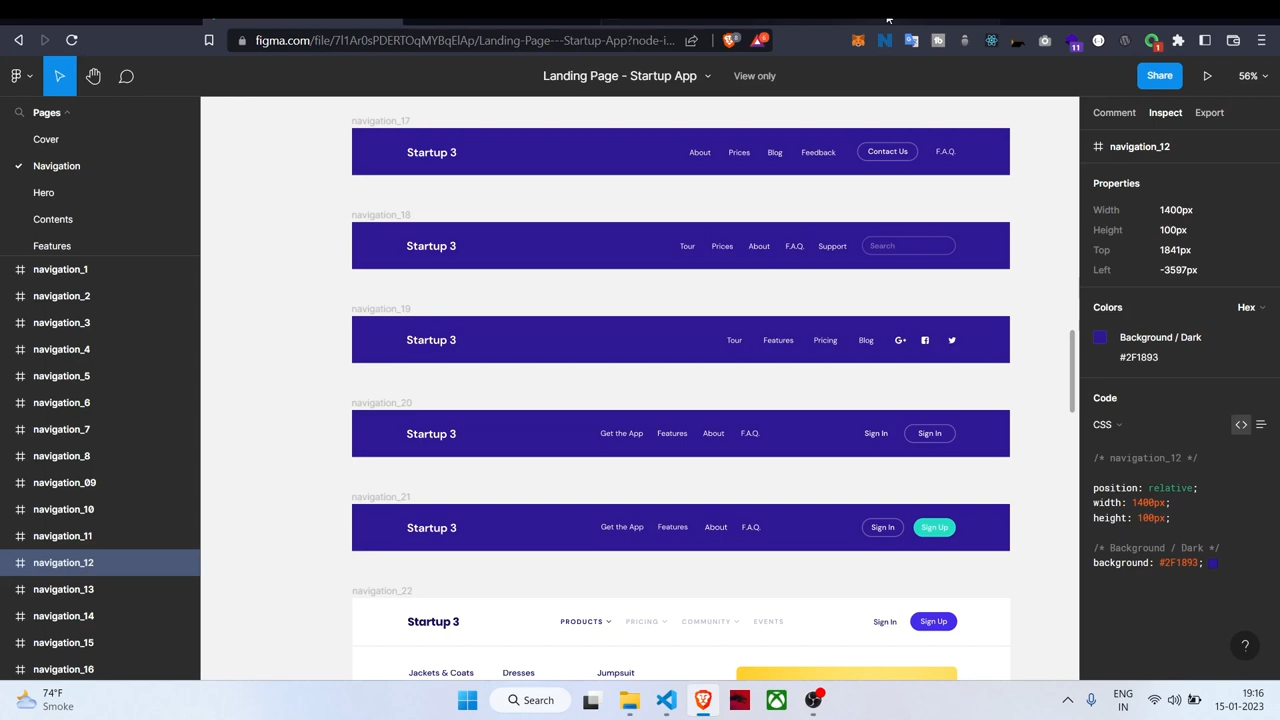 figma.com/file/7l1Ar0sPDERTOqMYBqElAp/Landing-Page---Startup-App?node-i...
8
6
11
1
Landing Page - Startup App
View only
Share
56%
Pages
Cover
Navigation
Hero
Contents
Features
navigation_1
navigation_2
navigation_3
navigation_4
navigation_5
navigation_6
navigation_7
navigation_8
navigation_09
navigation_10
navigation_11
navigation_12
navigation_13
navigation_14
navigation_15
navigation_16
navigation_17
Startup 3 About Prices Blog Feedback Contact Us F.A.Q.
navigation_18
Startup 3 Tour Prices About F.A.Q. Support Search
navigation_19
Startup 3 Tour Features Pricing Blog
navigation_20
Startup 3 Get the App Features About F.A.Q. Sign In Sign In
navigation_21
Startup 3 Get the App Features About F.A.Q. Sign In Sign Up
navigation_22
Startup 3 PRODUCTS PRICING COMMUNITY EVENTS Sign In Sign Up
Jackets & Coats Dresses Jumpsuit
Comment Inspect Export
navigation_12
Properties
Width 1400px
Height 100px
Top 1841px
Left -3597px
Colors Hex
Background / Dark
#2F1893
Code
CSS
/* navigation_12 */
position: relative;
width: 1400px;
height: 100px;
/* Background / Dark */
background: #2F1893;
?
74°F
Smoke
Search
ENG
IN
19:16
15-01-2023